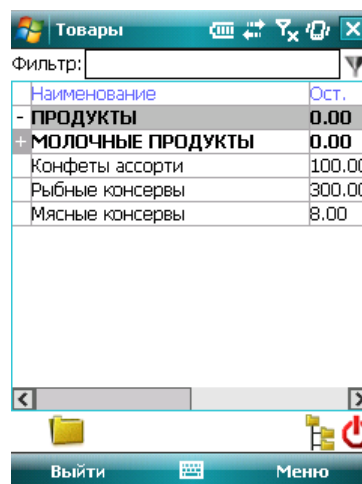 Товары
Фильтр:
Наименование Ост.
- ПРОДУКТЫ 0.00
+ МОЛОЧНЫЕ ПРОДУКТЫ 0.00
Конфеты ассорти 100.00
Рыбные консервы 300.00
Мясные консервы 8.00
Выйти Меню